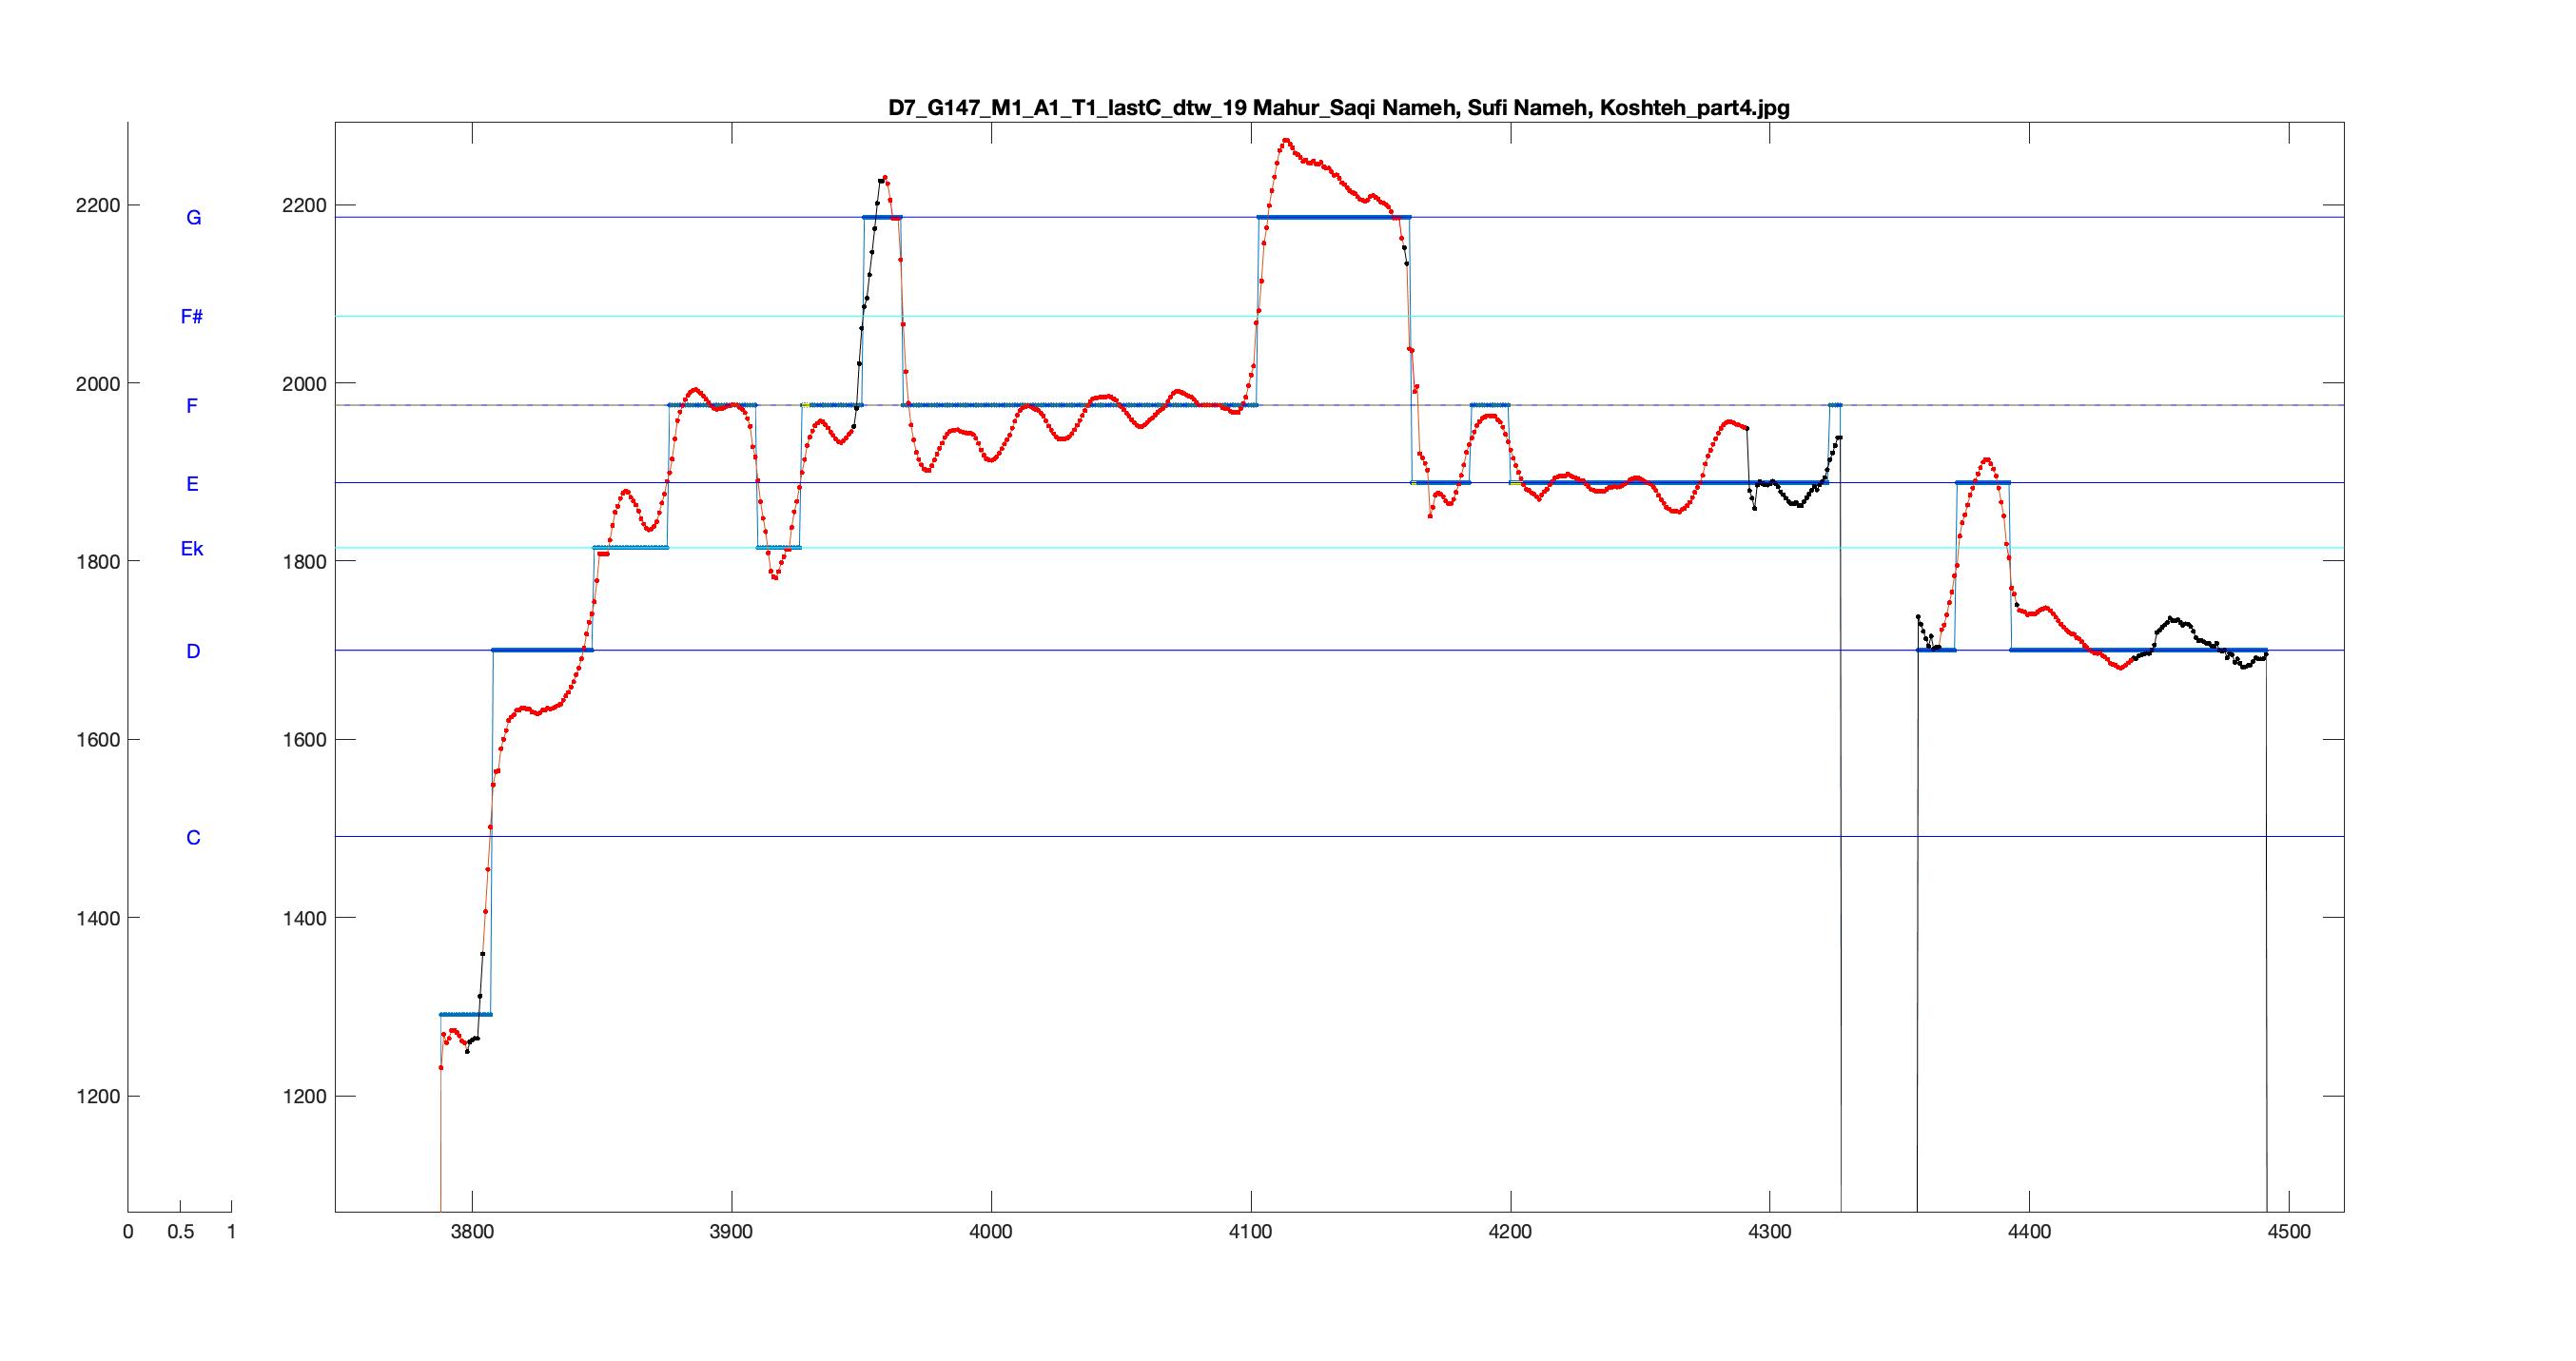 D7_G147_M1_A1_T1_lastC_dtw_19 Mahur_Saqi Nameh, Sufi Nameh, Koshteh_part4.jpg
2200 G 2200
F#
2000 2000
F
E
Ek
1800 1800
D
1600 1600
C
1400 1400
1200 1200
0 0.5 1 3800 3900 4000 4100 4200 4300 4400 4500